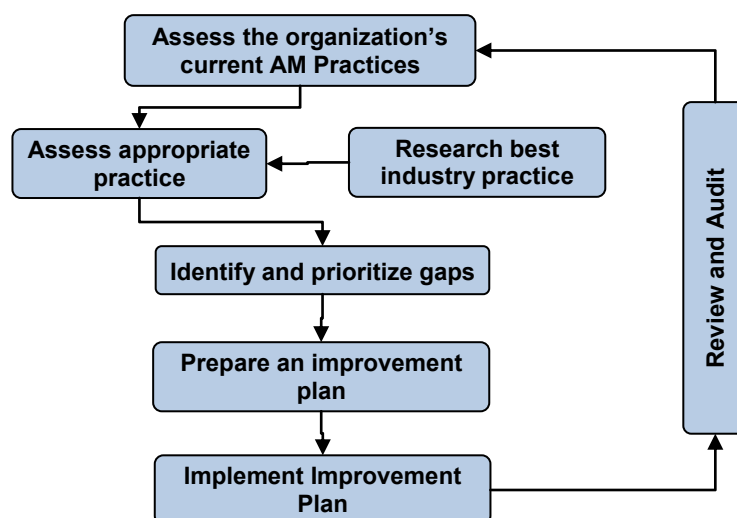 Assess the organization’s
current AM Practices
Assess appropriate
practice
Research best
industry practice
Identify and prioritize gaps
Prepare an improvement
plan
Implement Improvement
Plan
Review and Audit